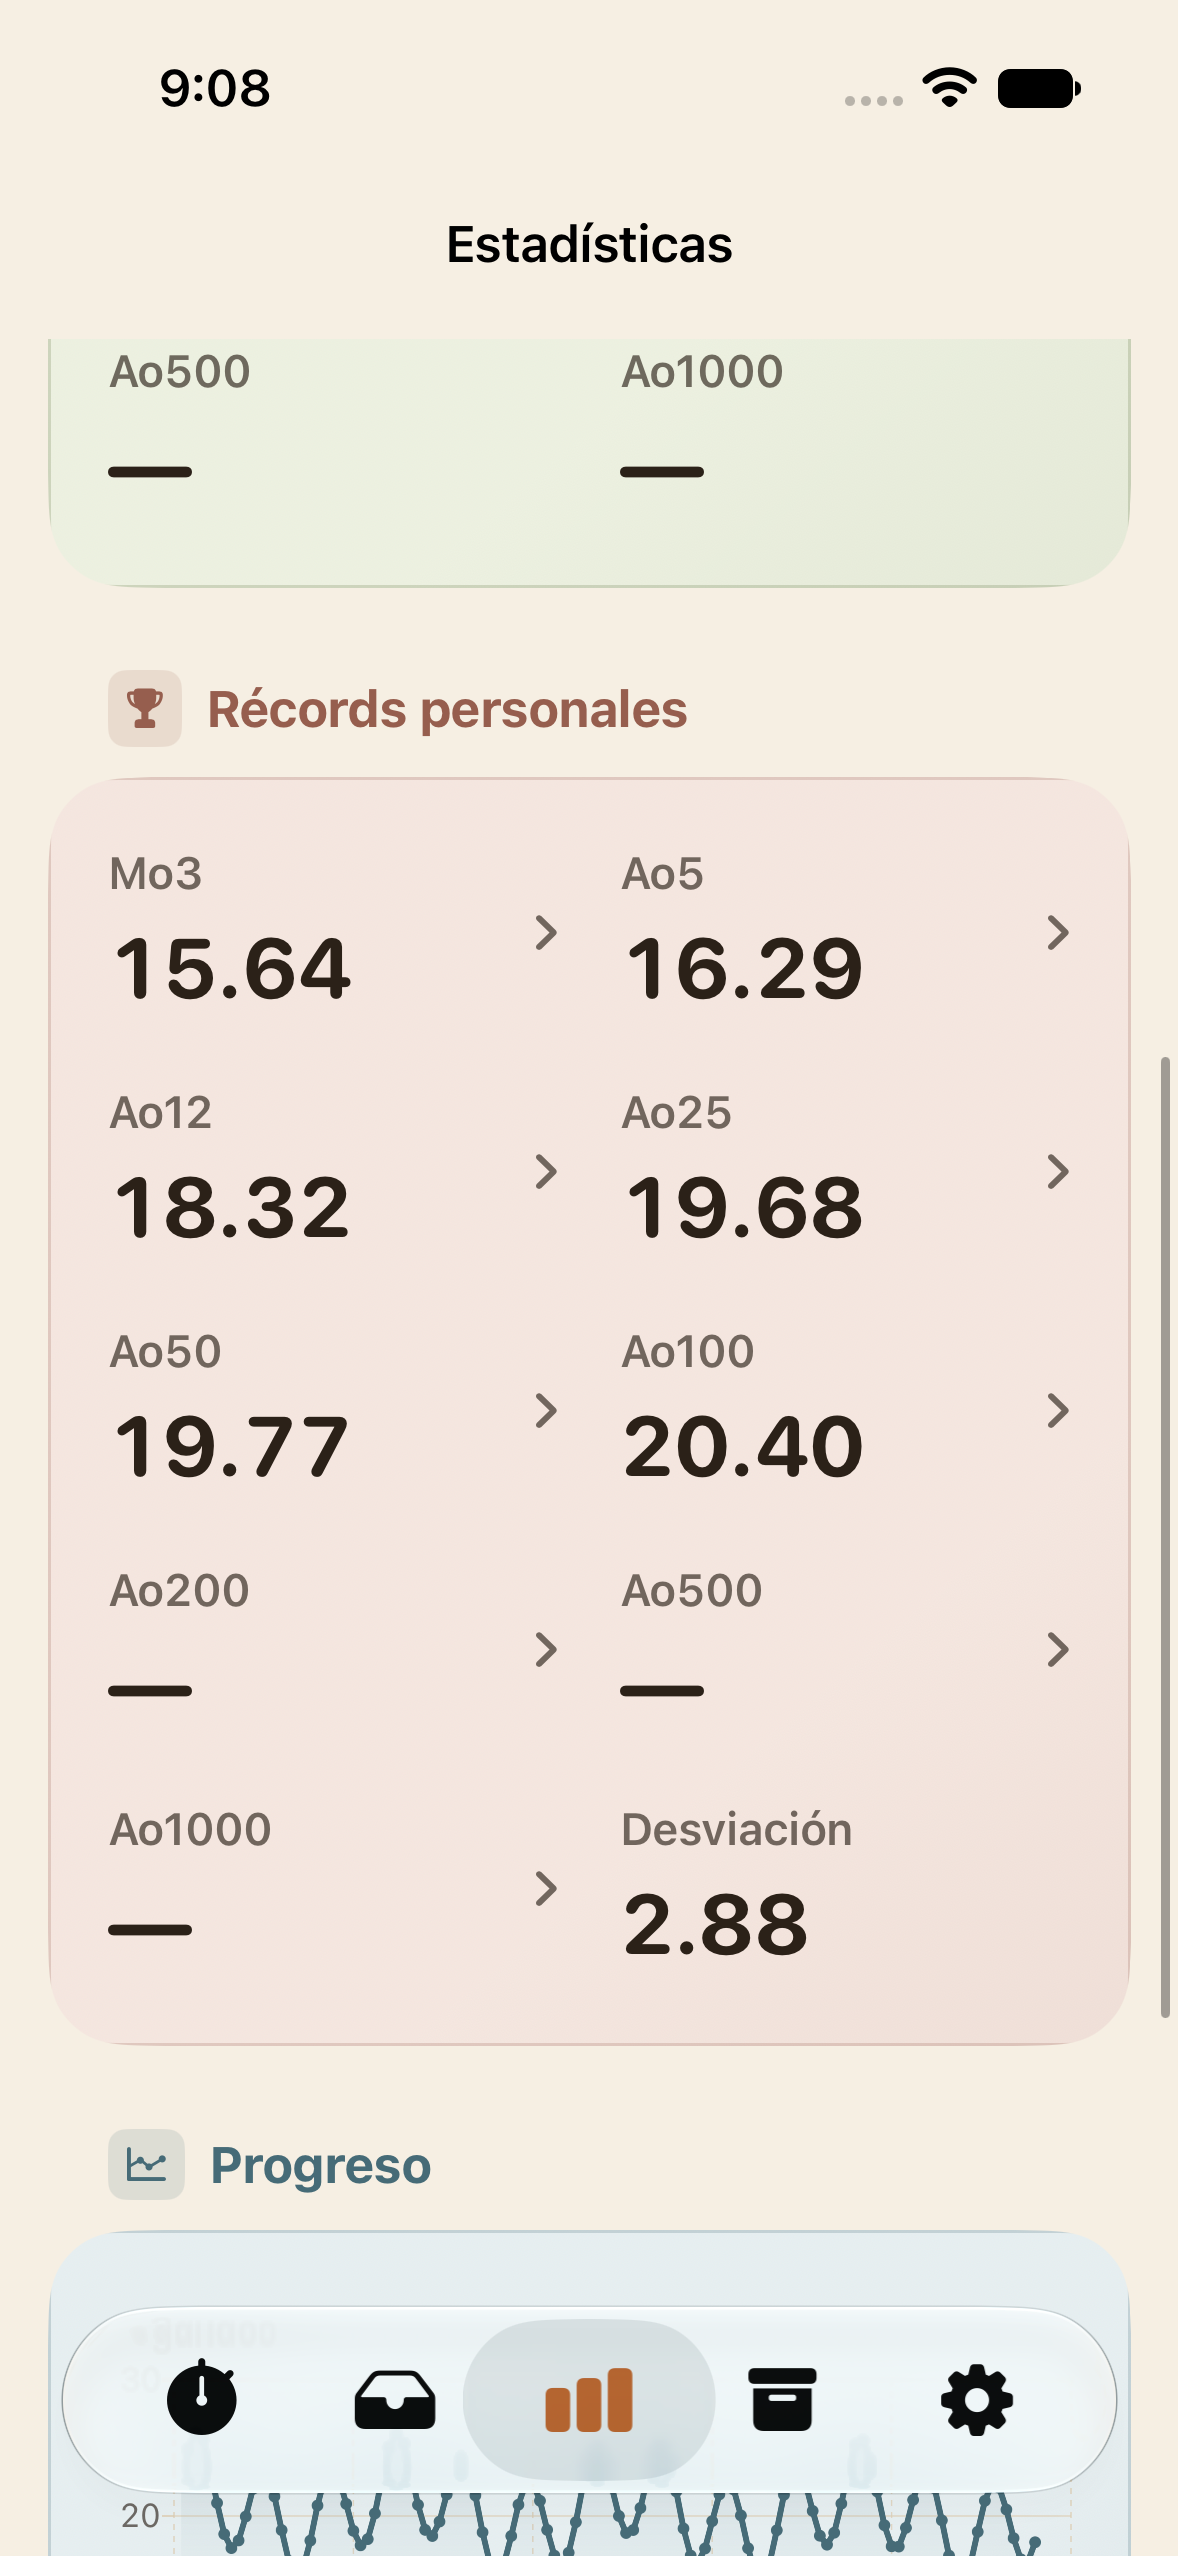 9:08
Estadísticas
Ao500 Ao1000
— —
Récords personales
Mo3 Ao5
15.64 16.29
Ao12 Ao25
18.32 19.68
Ao50 Ao100
19.77 20.40
Ao200 Ao500
— —
Ao1000 Desviación
— 2.88
Progreso
30
20